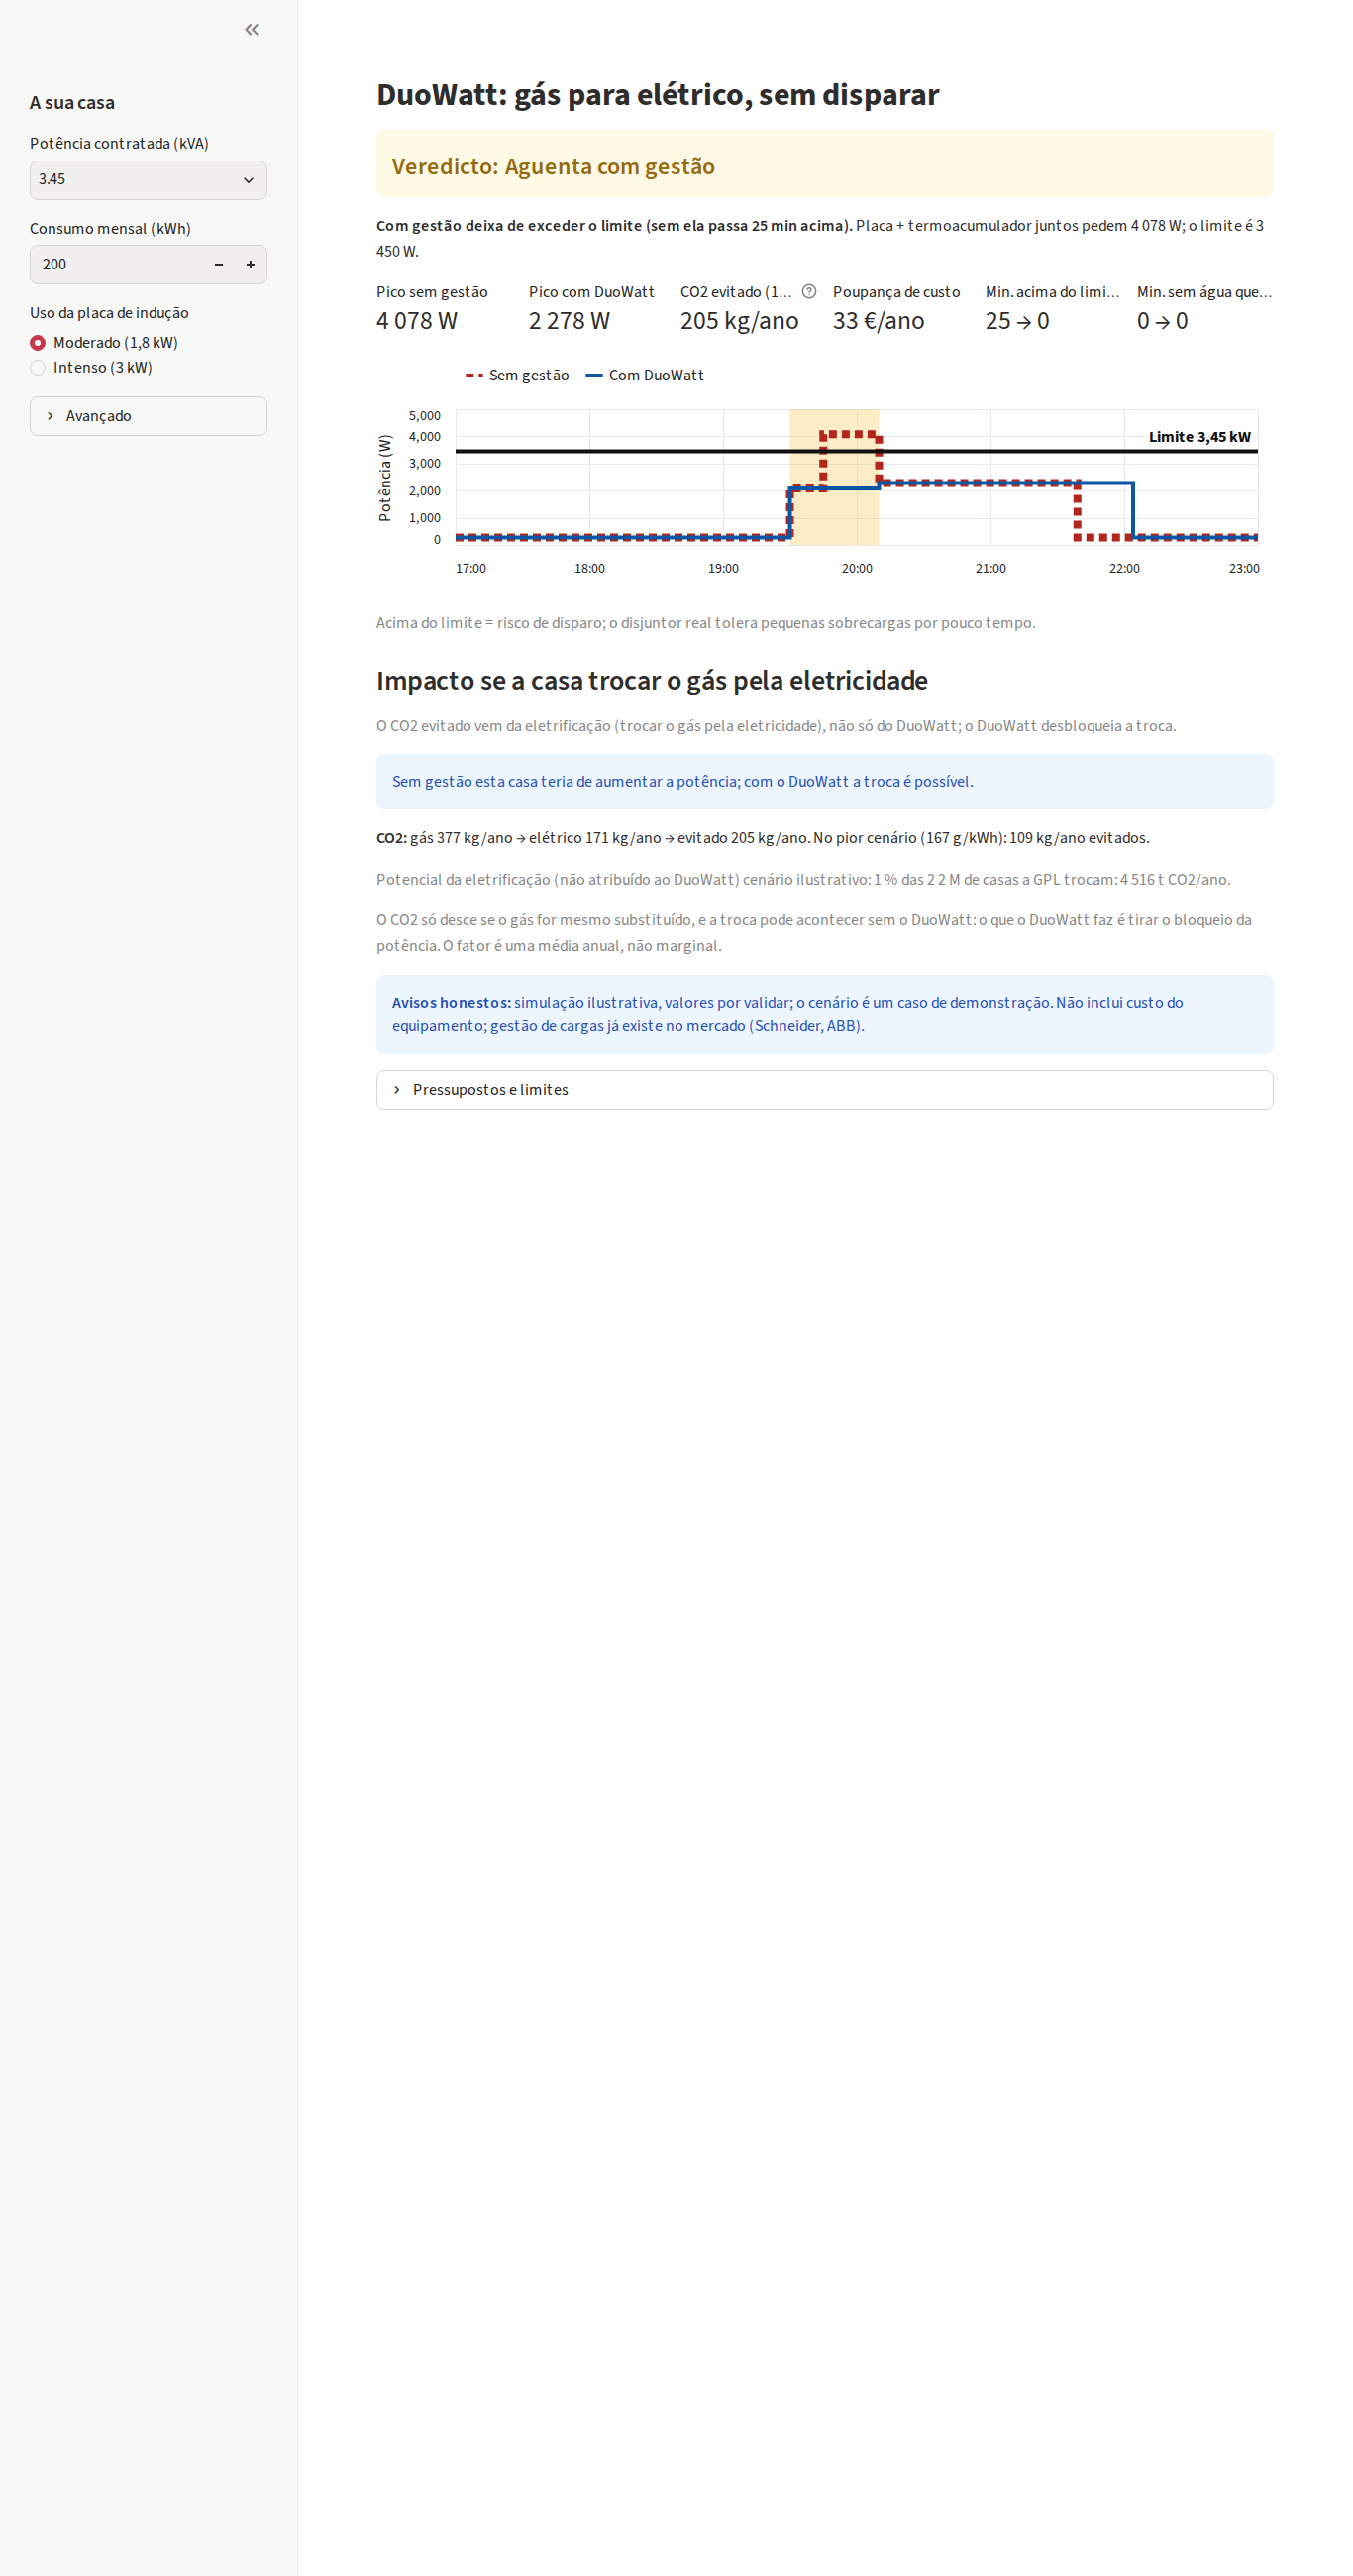 A sua casa
Potência contratada (kVA)
3.45
Consumo mensal (kWh)
200
Uso da placa de indução
Moderado (1,8 kW)
Intenso (3 kW)
Avançado
DuoWatt: gás para elétrico, sem disparar
Veredicto: Aguenta com gestão
Com gestão deixa de exceder o limite (sem ela passa 25 min acima). Placa + termoacumulador juntos pedem 4 078 W; o limite é 3
450 W.
Pico sem gestão
4 078 W
Pico com DuoWatt
2 278 W
CO2 evitado (1...
205 kg/ano
Poupança de custo
33 €/ano
Min. acima do limi...
25 → 0
Min. sem água que...
0 → 0
Sem gestão
Com DuoWatt
Potência (W)
5,000
4,000
3,000
2,000
1,000
0
Limite 3,45 kW
17:00
18:00
19:00
20:00
21:00
22:00
23:00
Acima do limite = risco de disparo; o disjuntor real tolera pequenas sobrecargas por pouco tempo.
Impacto se a casa trocar o gás pela eletricidade
O CO2 evitado vem da eletrificação (trocar o gás pela eletricidade), não só do DuoWatt; o DuoWatt desbloqueia a troca.
Sem gestão esta casa teria de aumentar a potência; com o DuoWatt a troca é possível.
CO2: gás 377 kg/ano → elétrico 171 kg/ano → evitado 205 kg/ano. No pior cenário (167 g/kWh): 109 kg/ano evitados.
Potencial da eletrificação (não atribuído ao DuoWatt) cenário ilustrativo: 1 % das 2 2 M de casas a GPL trocam: 4 516 t CO2/ano.
O CO2 só desce se o gás for mesmo substituído, e a troca pode acontecer sem o DuoWatt: o que o DuoWatt faz é tirar o bloqueio da
potência. O fator é uma média anual, não marginal.
Avisos honestos: simulação ilustrativa, valores por validar; o cenário é um caso de demonstração. Não inclui custo do
equipamento; gestão de cargas já existe no mercado (Schneider, ABB).
Pressupostos e limites